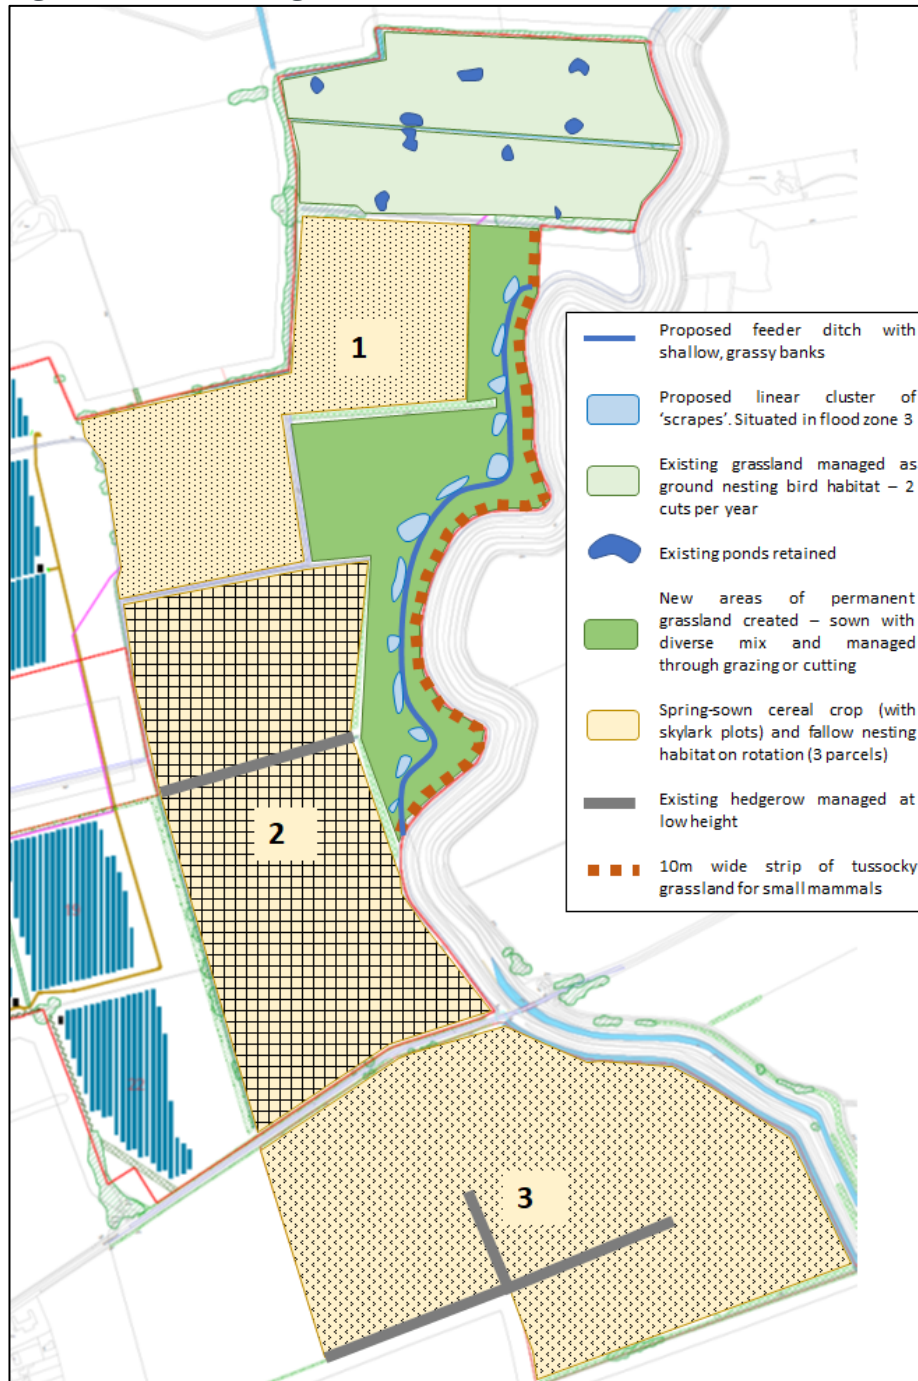 1
2
3
19
22
Proposed feeder ditch with
shallow, grassy banks
Proposed linear cluster of
‘scrapes’. Situated in flood zone 3
Existing grassland managed as
ground nesting bird habitat – 2
cuts per year
Existing ponds retained
New areas of permanent
grassland created – sown with
diverse mix and managed
through grazing or cutting
Spring-sown cereal crop (with
skylark plots) and fallow nesting
habitat on rotation (3 parcels)
Existing hedgerow managed at
low height
10m wide strip of tussocky
grassland for small mammals